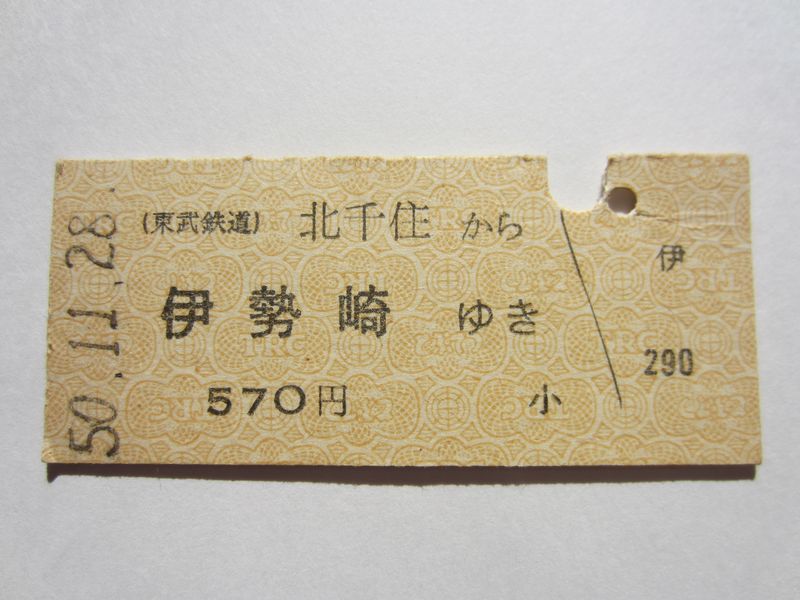 50.11.28.
(東武鉄道) 北千住 から
伊勢崎 ゆき
570円 小
伊
290